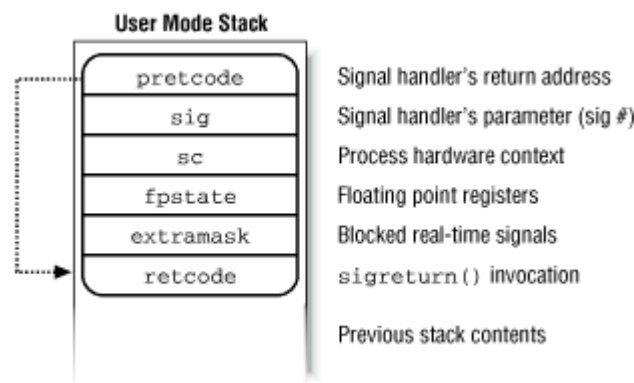 User Mode Stack
pretcode Signal handler's return address
sig Signal handler's parameter (sig #)
sc Process hardware context
fpstate Floating point registers
extramask Blocked real-time signals
retcode sigreturn() invocation
Previous stack contents